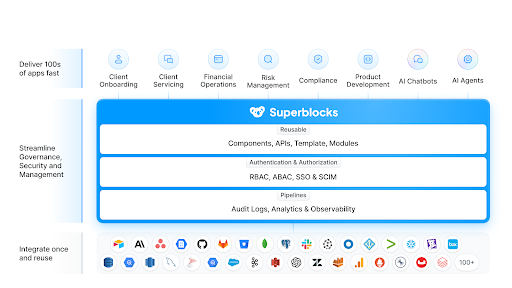 Deliver 100s
of apps fast
Client
Onboarding
Client
Servicing
Financial
Operations
Risk
Management
Compliance
Product
Development
AI Chatbots
AI Agents
Superblocks
Streamline
Governance,
Security and
Management
Reusable
Components, APIs, Template, Modules
Authentication & Authorization
RBAC, ABAC, SSO & SCIM
Pipelines
Audit Logs, Analytics & Observability
Integrate once
and reuse
box
100+